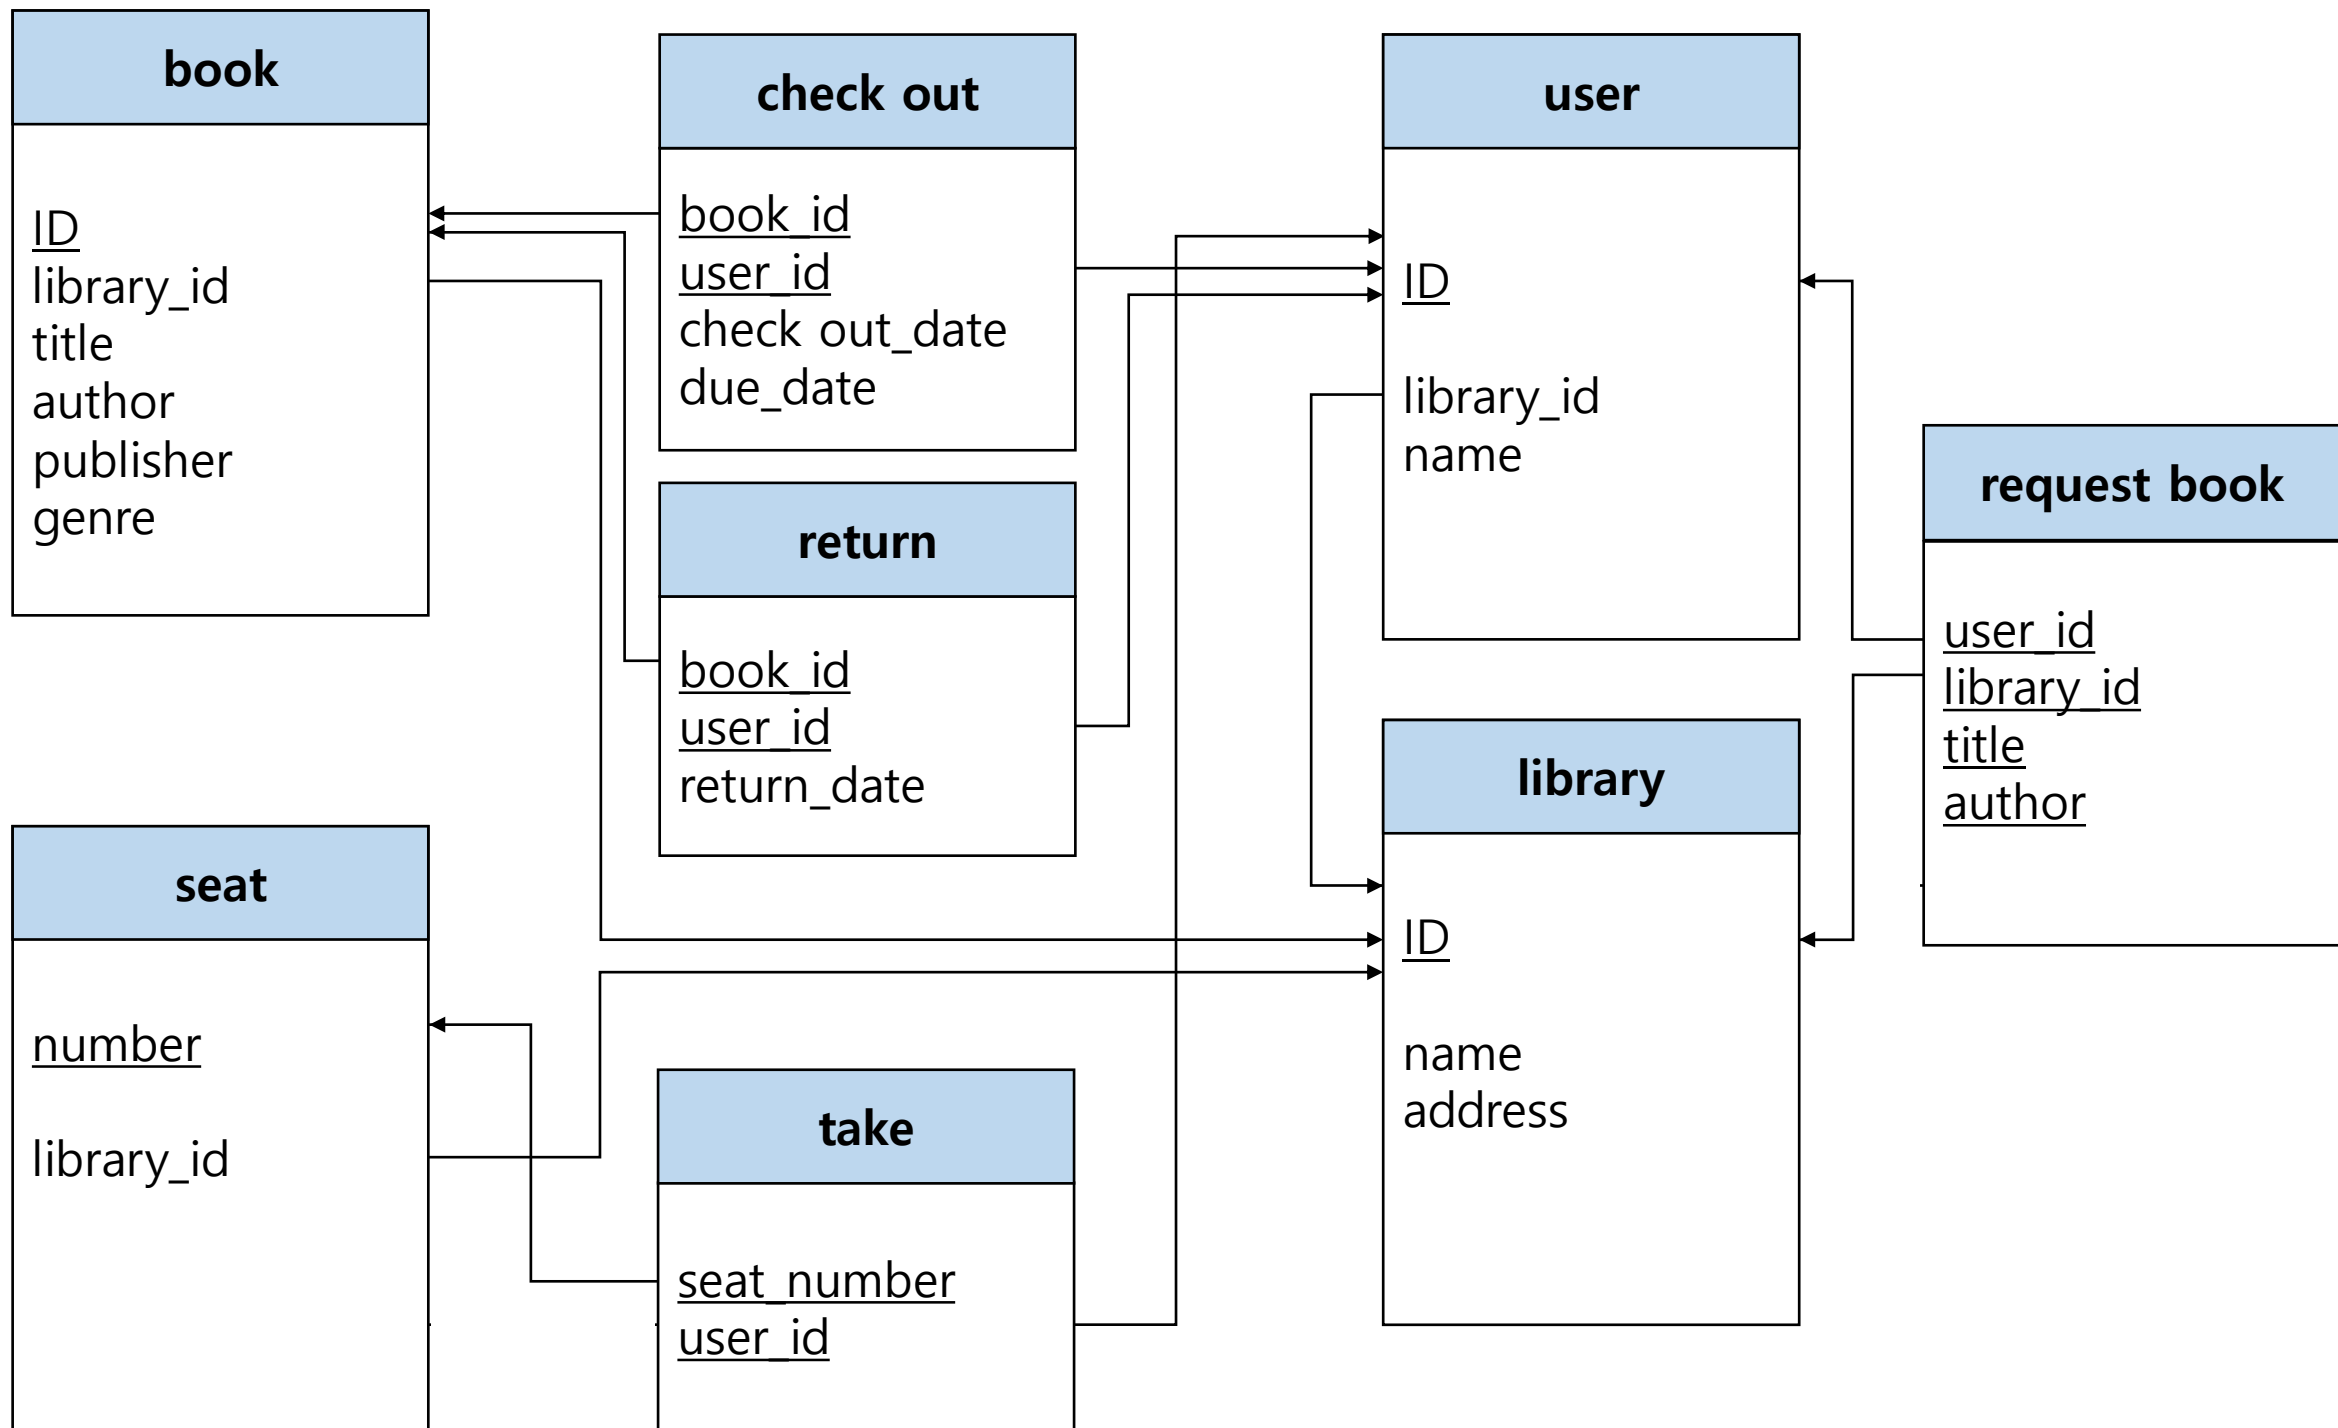 book
ID
library_id
title
author
publisher
genre
check out
book_id
user_id
check out_date
due_date
user
ID
library_id
name
return
book_id
user_id
return_date
request book
user_id
library_id
title
author
library
ID
name
address
seat
number
library_id
take
seat_number
user_id